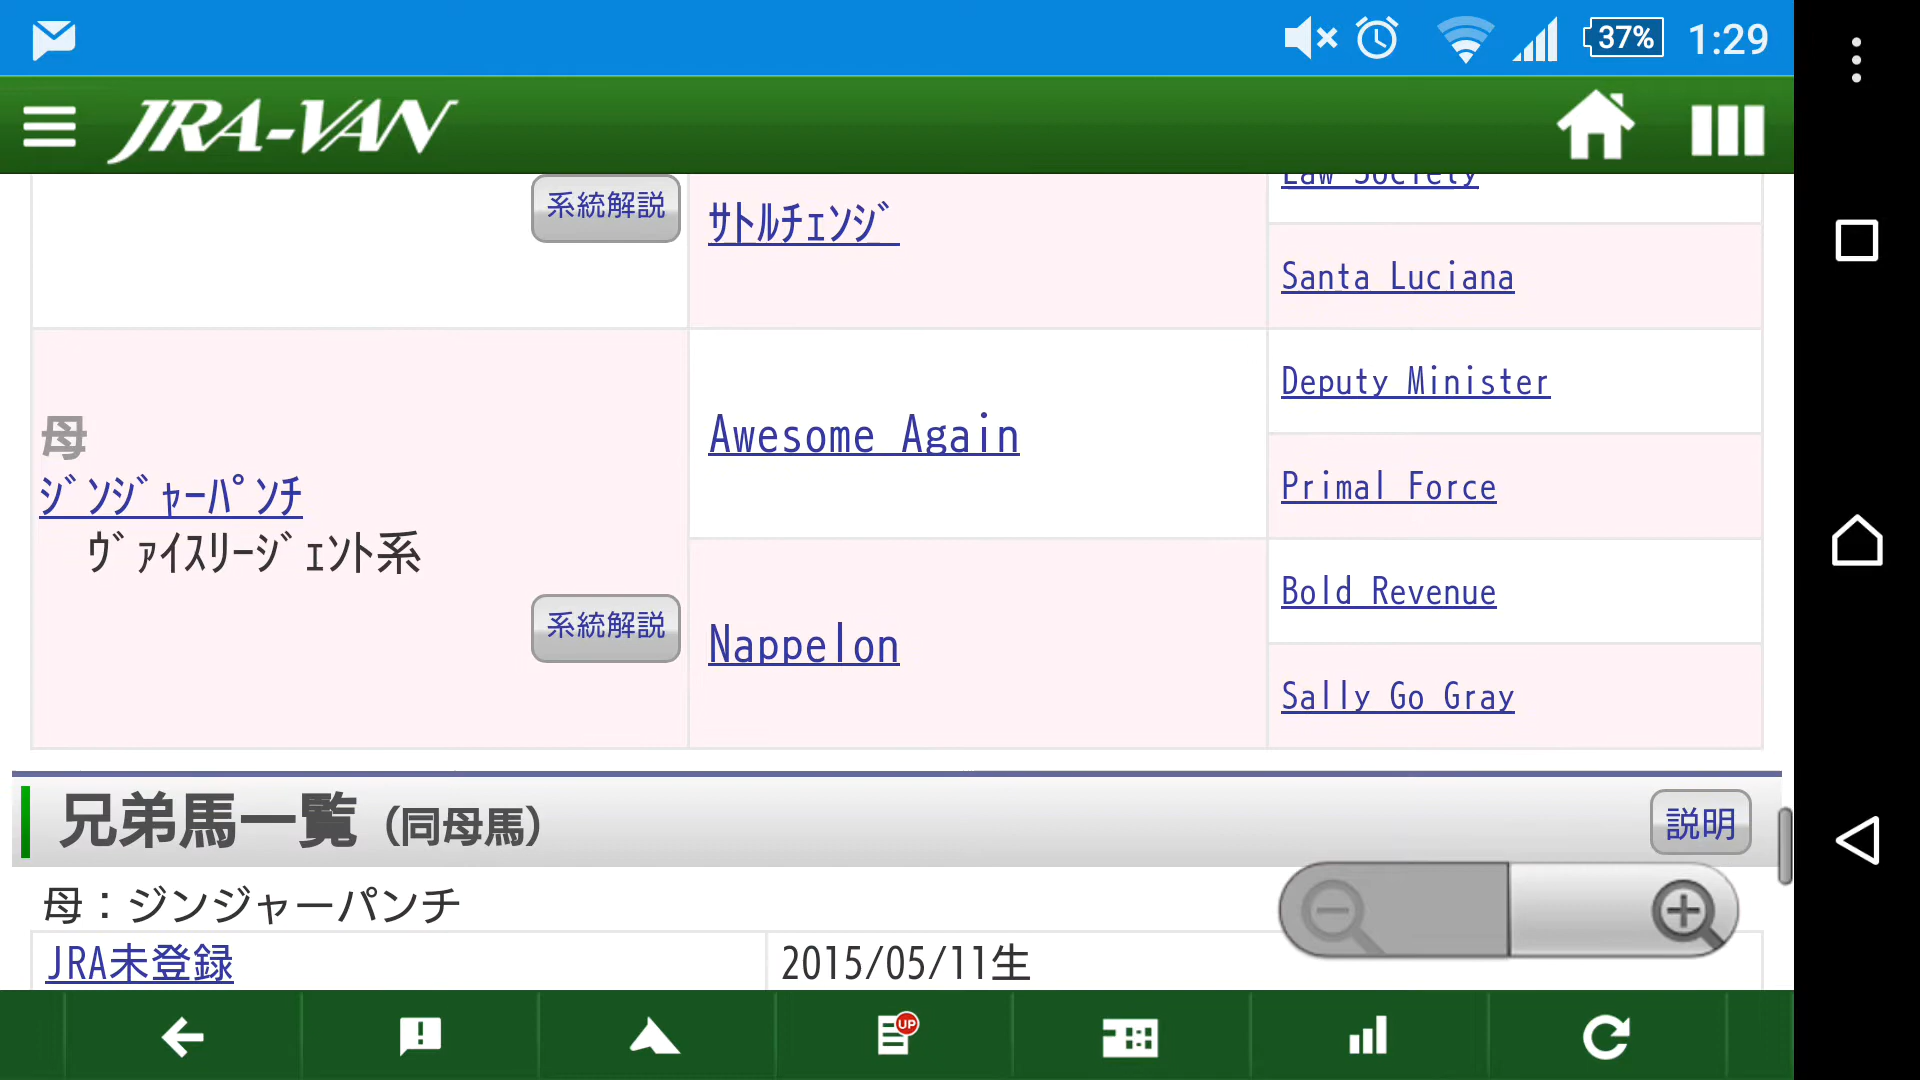 37% 1:29
JRA-VAN
Law Society
系統解説
サトルチェンジ
Santa Luciana
Deputy Minister
母
Awesome Again
ジンジャーパンチ
Primal Force
ヴァイスリージェント系
Bold Revenue
系統解説
Nappelon
Sally Go Gray
兄弟馬一覧（同母馬）
説明
母：ジンジャーパンチ
JRA未登録 2015/05/11生
UP